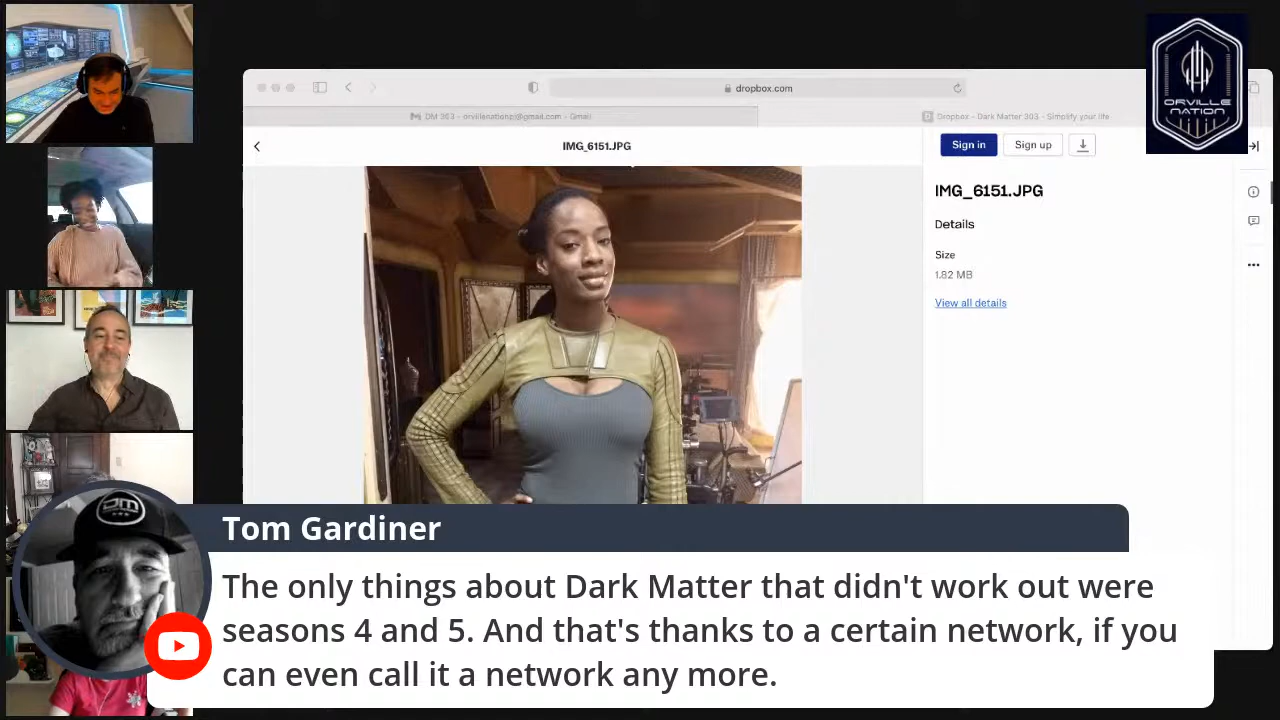 dropbox.com
DM 303 - orvillenationpj@gmail.com - Gmail
Dropbox - Dark Matter 303 - Simplify your life
IMG_6151.JPG
Sign in
Sign up
IMG_6151.JPG
Details
Size
1.82 MB
View all details
ORVILLE
NATION
DM
Tom Gardiner
The only things about Dark Matter that didn't work out were
seasons 4 and 5. And that's thanks to a certain network, if you
can even call it a network any more.